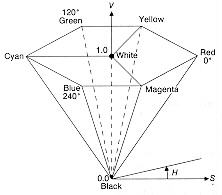 V
120°
Green
Yellow
Cyan
1.0
White
Red
0°
Blue
240°
Magenta
0.0
Black
H
S